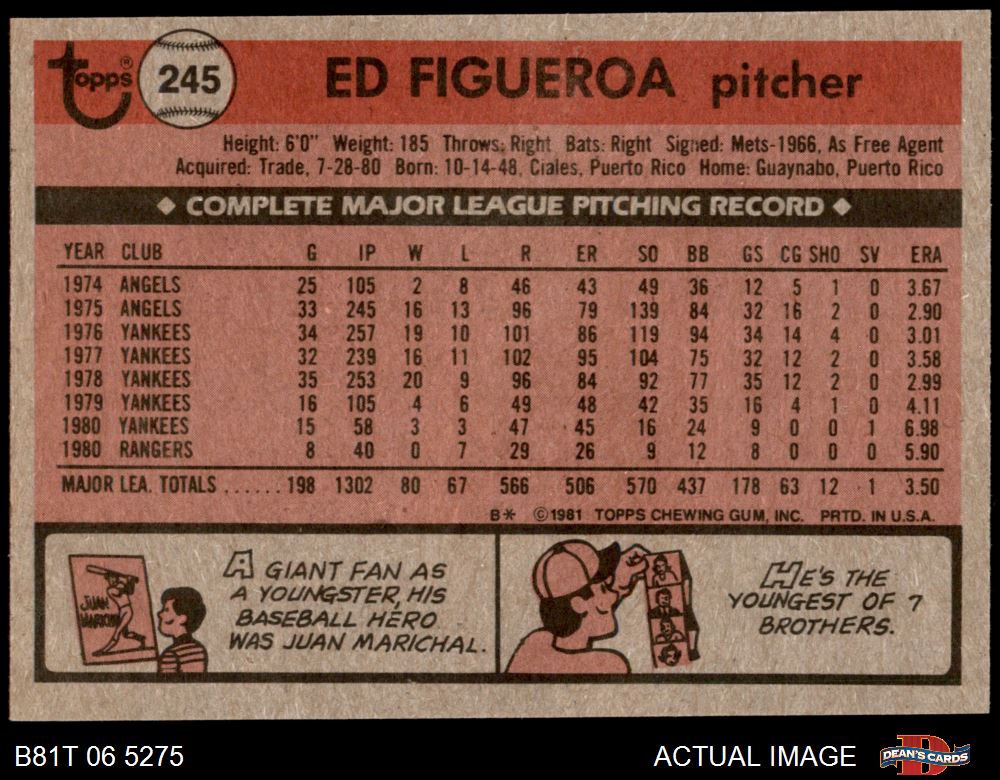 Topps® 245 ED FIGUEROA pitcher
Height: 6'0" Weight: 185 Throws: Right Bats: Right Signed: Mets-1966, As Free Agent
Acquired: Trade, 7-28-80 Born: 10-14-48, Ciales, Puerto Rico Home: Guaynabo, Puerto Rico
◆ COMPLETE MAJOR LEAGUE PITCHING RECORD ◆
YEAR CLUB G IP W L R ER SO BB GS CG SHO SV ERA
1974 ANGELS 25 105 2 8 46 43 49 36 12 5 1 0 3.67
1975 ANGELS 33 245 16 13 96 79 139 84 32 16 2 0 2.90
1976 YANKEES 34 257 19 10 101 86 119 94 34 14 4 0 3.01
1977 YANKEES 32 239 16 11 102 95 104 75 32 12 2 0 3.58
1978 YANKEES 35 253 20 9 96 84 92 77 35 12 2 0 2.99
1979 YANKEES 16 105 4 6 49 48 42 35 16 4 1 0 4.11
1980 YANKEES 15 58 3 3 47 45 16 24 9 0 0 1 6.98
1980 RANGERS 8 40 0 7 29 26 9 12 8 0 0 0 5.90
MAJOR LEA. TOTALS ...... 198 1302 80 67 566 506 570 437 178 63 12 1 3.50
B* ©1981 TOPPS CHEWING GUM, INC. PRTD. IN U.S.A.
JUAN
MARICHAL
A GIANT FAN AS
A YOUNGSTER, HIS
BASEBALL HERO
WAS JUAN MARICHAL.
HE'S THE
YOUNGEST OF 7
BROTHERS.
B81T 06 5275 ACTUAL IMAGE DEAN'S CARDS